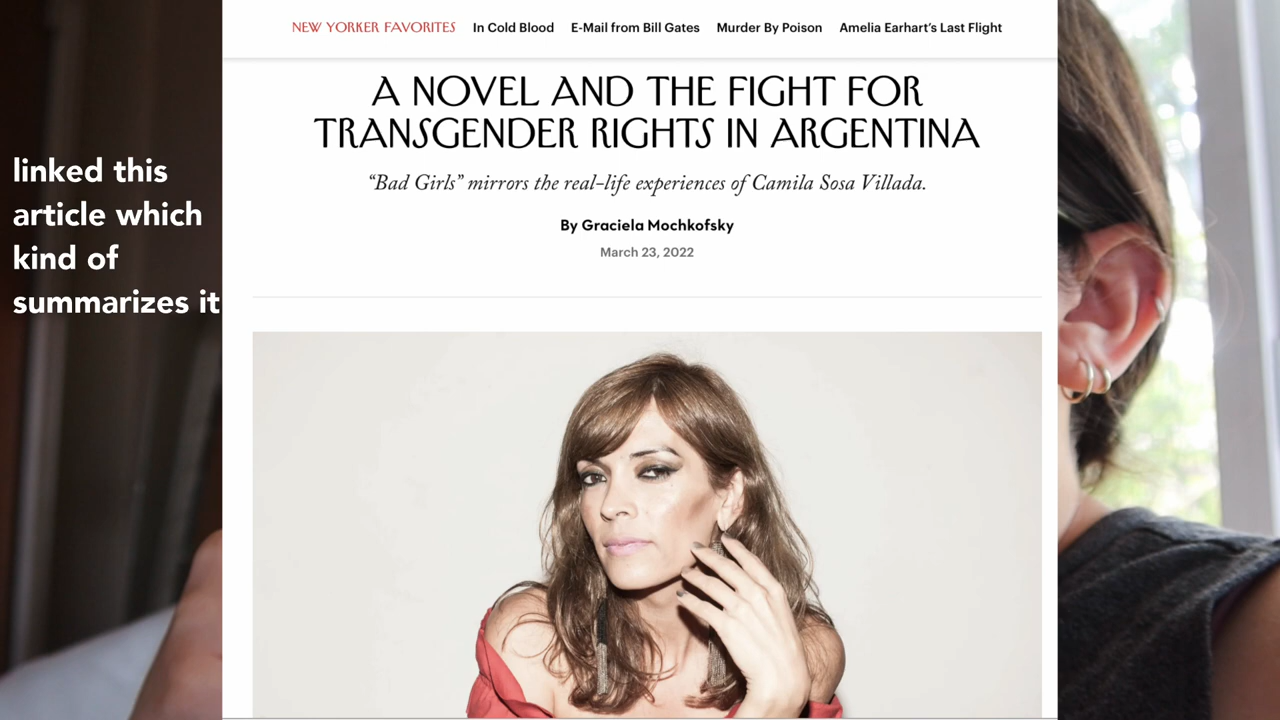 NEW YORKER FAVORITES In Cold Blood E-Mail from Bill Gates Murder By Poison Amelia Earhart’s Last Flight
A NOVEL AND THE FIGHT FOR
TRANSGENDER RIGHTS IN ARGENTINA
“Bad Girls” mirrors the real-life experiences of Camila Sosa Villada.
By Graciela Mochkofsky
March 23, 2022
linked this
article which
kind of
summarizes it